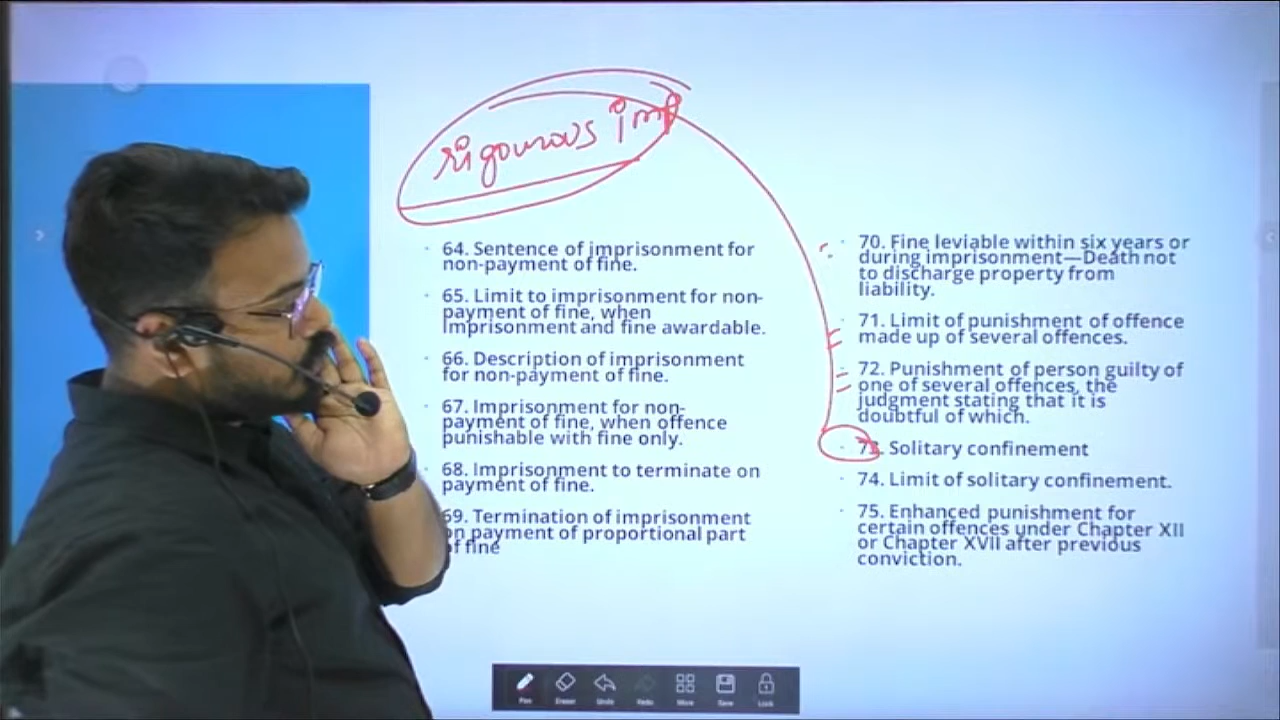 rigourous imp
64. Sentence of imprisonment for
non-payment of fine.
65. Limit to imprisonment for non-
payment of fine, when
imprisonment and fine awardable.
66. Description of imprisonment
for non-payment of fine.
67. Imprisonment for non-
payment of fine, when offence
punishable with fine only.
68. Imprisonment to terminate on
payment of fine.
69. Termination of imprisonment
on payment of proportional part
of fine
70. Fine leviable within six years or
during imprisonment—Death not
to discharge property from
liability.
71. Limit of punishment of offence
made up of several offences.
72. Punishment of person guilty of
one of several offences, the
judgment stating that it is
doubtful of which.
73. Solitary confinement
74. Limit of solitary confinement.
75. Enhanced punishment for
certain offences under Chapter XII
or Chapter XVII after previous
conviction.
Pen Eraser Undo Redo More Save Lock